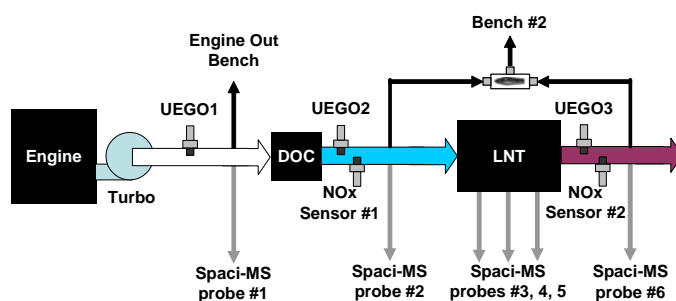 Engine Out
Bench
Bench #2
UEGO1
UEGO2
UEGO3
Engine
DOC
LNT
Turbo
NOx
Sensor #1
NOx
Sensor #2
Spaci-MS
probe #1
Spaci-MS
probe #2
Spaci-MS
probes #3, 4, 5
Spaci-MS
probe #6